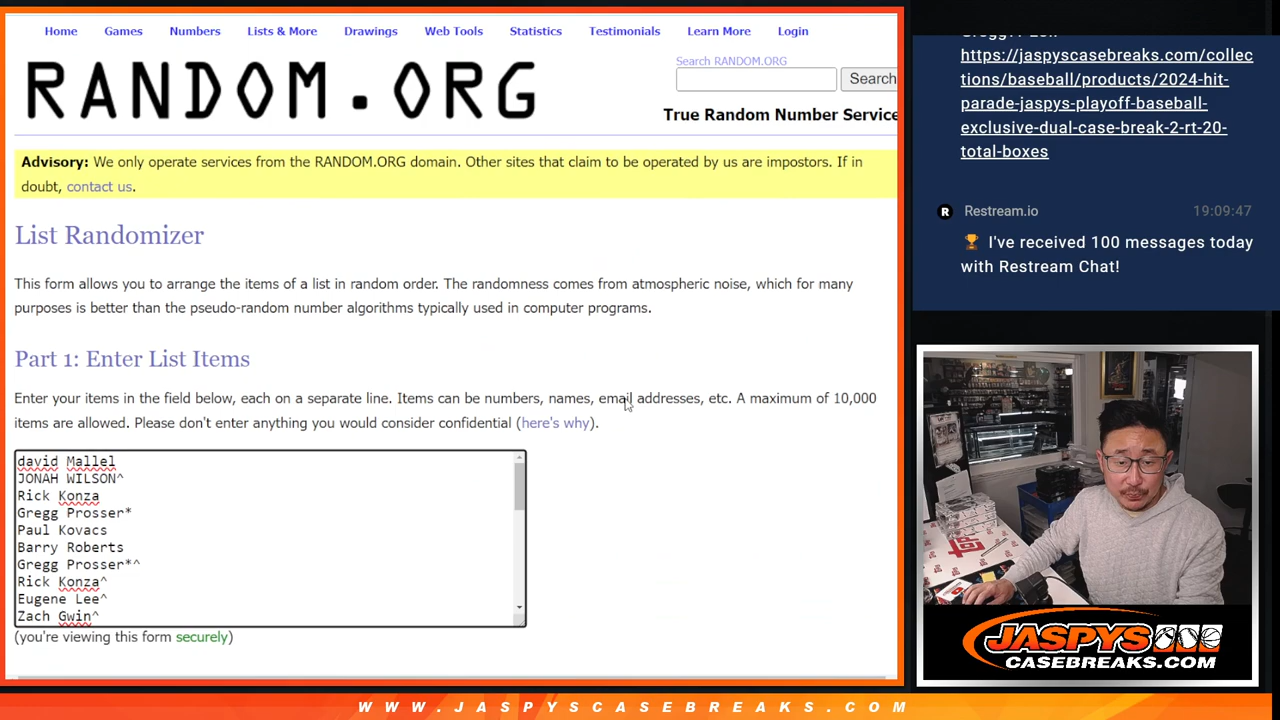 Home Games Numbers Lists & More Drawings Web Tools Statistics Testimonials Learn More Login
RANDOM.ORG
Search RANDOM.ORG
Search
True Random Number Service
Advisory: We only operate services from the RANDOM.ORG domain. Other sites that claim to be operated by us are impostors. If in
doubt, contact us.
List Randomizer
This form allows you to arrange the items of a list in random order. The randomness comes from atmospheric noise, which for many
purposes is better than the pseudo-random number algorithms typically used in computer programs.
Part 1: Enter List Items
Enter your items in the field below, each on a separate line. Items can be numbers, names, email addresses, etc. A maximum of 10,000
items are allowed. Please don't enter anything you would consider confidential (here's why).
david Mallel
JONAH WILSON^
Rick Konza
Gregg Prosser*
Paul Kovacs
Barry Roberts
Gregg Prosser*^
Rick Konza^
Eugene Lee^
Zach Gwin^
(you're viewing this form securely)
https://jaspyscasebreaks.com/collec
tions/baseball/products/2024-hit-
parade-jaspys-playoff-baseball-
exclusive-dual-case-break-2-rt-20-
total-boxes
R Restream.io 19:09:47
🏆 I've received 100 messages today
with Restream Chat!
JASPYS
CASEBREAKS.COM
WWW.JASPYSCASEBREAKS.COM